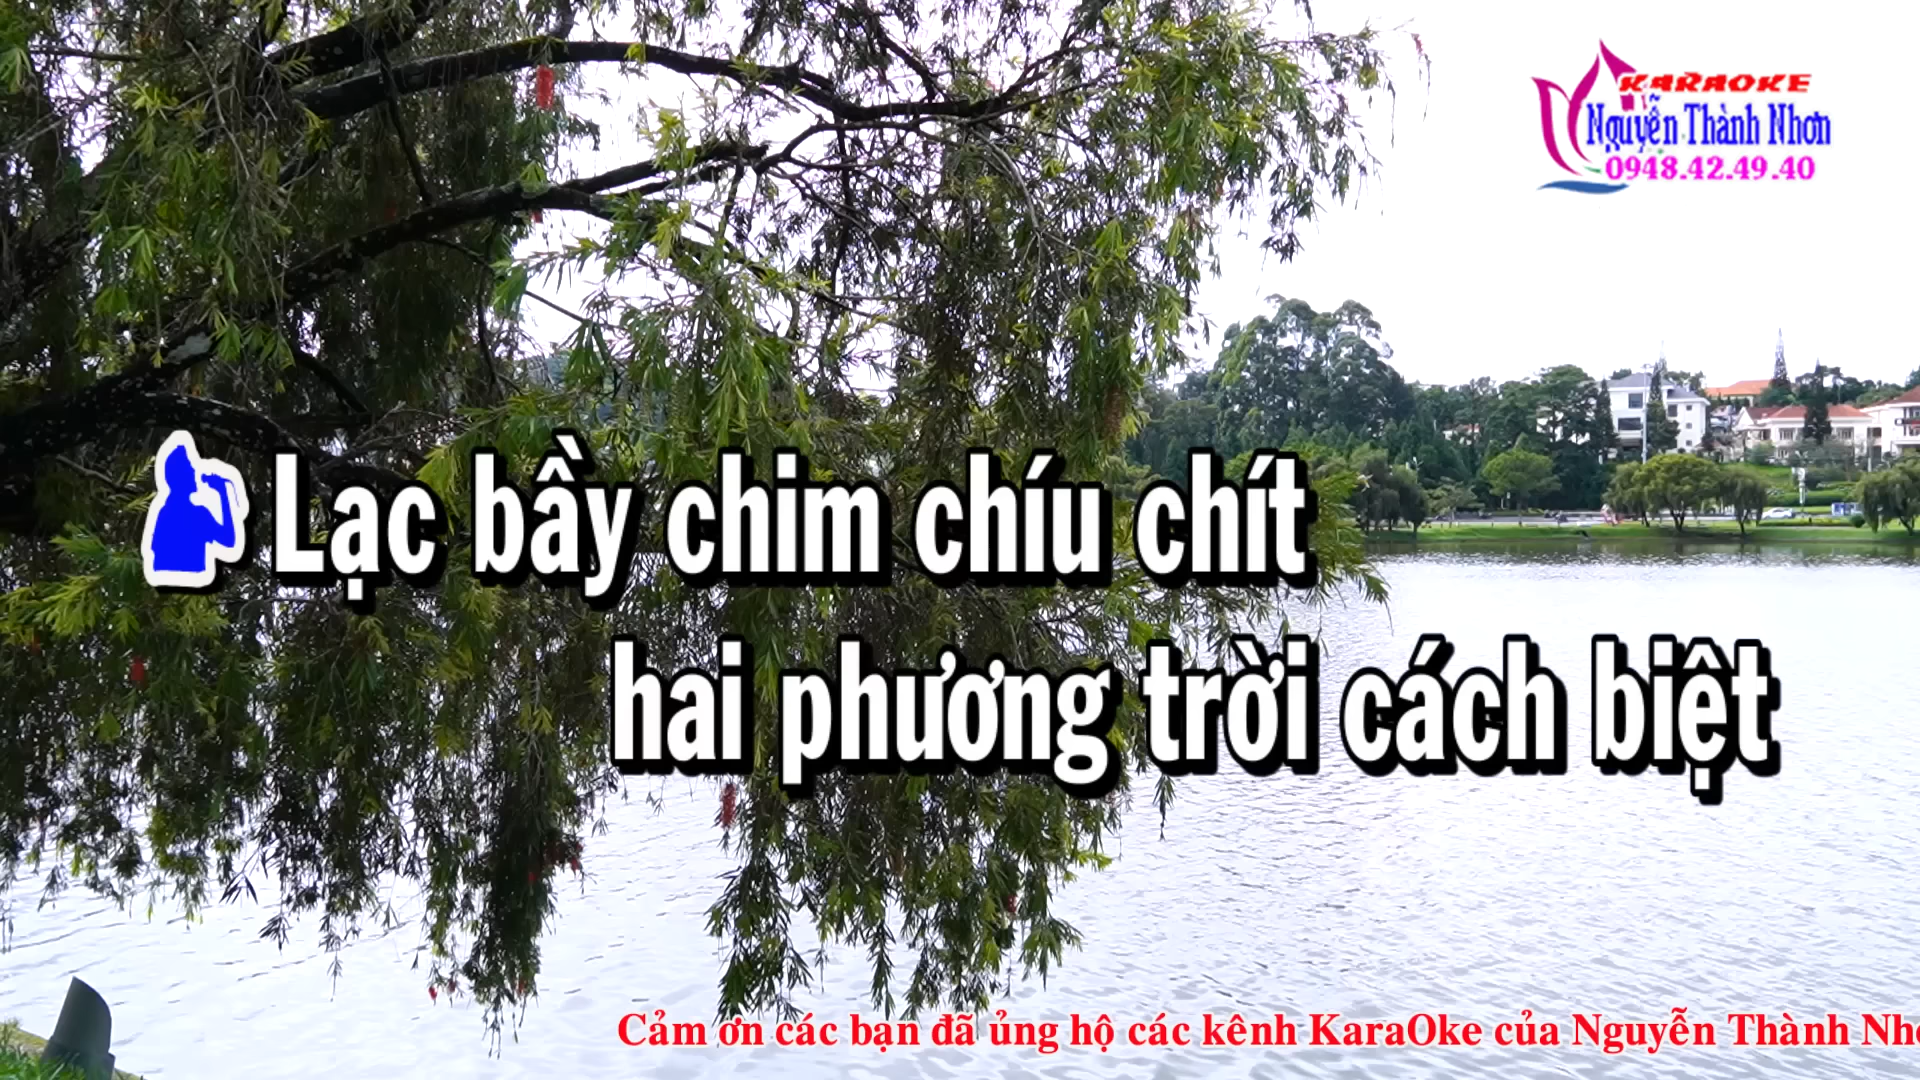 KARAOKE
Nguyễn Thành Nhơn
0948.42.49.40
Lạc bầy chim chíu chít
hai phương trời cách biệt
Cảm ơn các bạn đã ủng hộ các kênh KaraOke của Nguyễn Thành